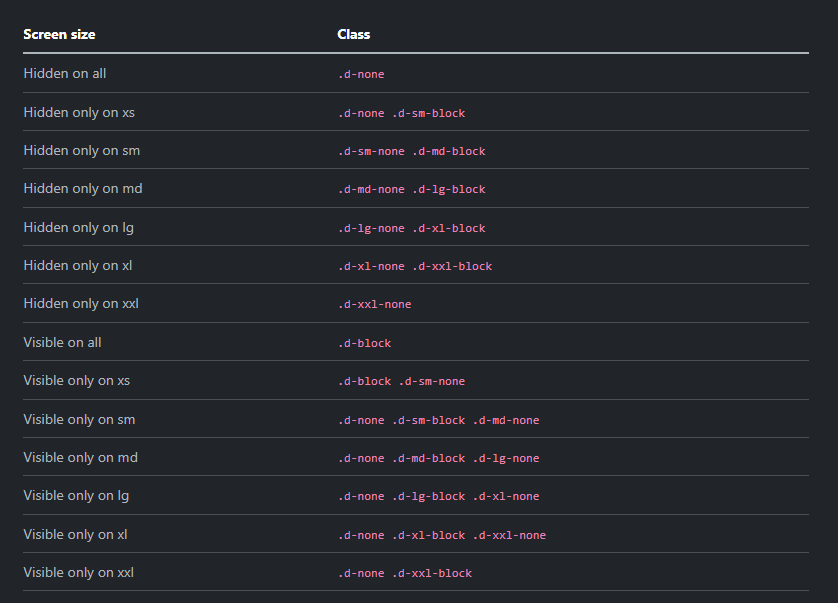 Screen size Class
Hidden on all .d-none
Hidden only on xs .d-none .d-sm-block
Hidden only on sm .d-sm-none .d-md-block
Hidden only on md .d-md-none .d-lg-block
Hidden only on lg .d-lg-none .d-xl-block
Hidden only on xl .d-xl-none .d-xxl-block
Hidden only on xxl .d-xxl-none
Visible on all .d-block
Visible only on xs .d-block .d-sm-none
Visible only on sm .d-none .d-sm-block .d-md-none
Visible only on md .d-none .d-md-block .d-lg-none
Visible only on lg .d-none .d-lg-block .d-xl-none
Visible only on xl .d-none .d-xl-block .d-xxl-none
Visible only on xxl .d-none .d-xxl-block